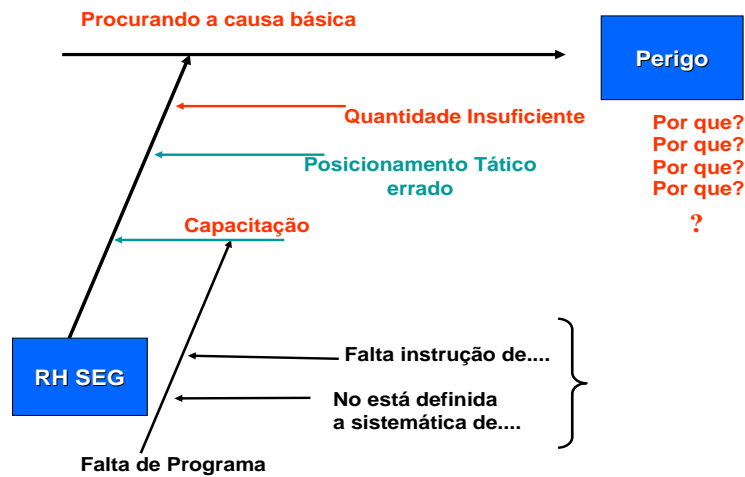 Procurando a causa básica
Perigo
Quantidade Insuficiente
Por que?
Por que?
Por que?
Por que?
?
Posicionamento Tático
errado
Capacitação
RH SEG
Falta instrução de....
No está definida
a sistemática de....
Falta de Programa